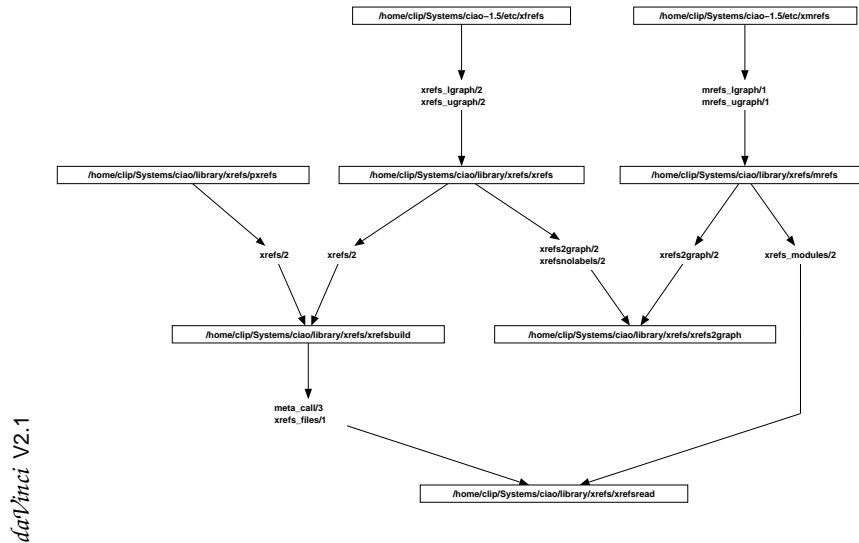 /home/clip/Systems/ciao−1.5/etc/xfrefs
/home/clip/Systems/ciao−1.5/etc/xmrefs
xrefs_lgraph/2
xrefs_ugraph/2
mrefs_lgraph/1
mrefs_ugraph/1
/home/clip/Systems/ciao/library/xrefs/pxrefs
/home/clip/Systems/ciao/library/xrefs/xrefs
/home/clip/Systems/ciao/library/xrefs/mrefs
xrefs/2
xrefs/2
xrefs2graph/2
xrefsnolabels/2
xrefs2graph/2
xrefs_modules/2
/home/clip/Systems/ciao/library/xrefs/xrefsbuild
/home/clip/Systems/ciao/library/xrefs/xrefs2graph
meta_call/3
xrefs_files/1
/home/clip/Systems/ciao/library/xrefs/xrefsread
daVinci V2.1